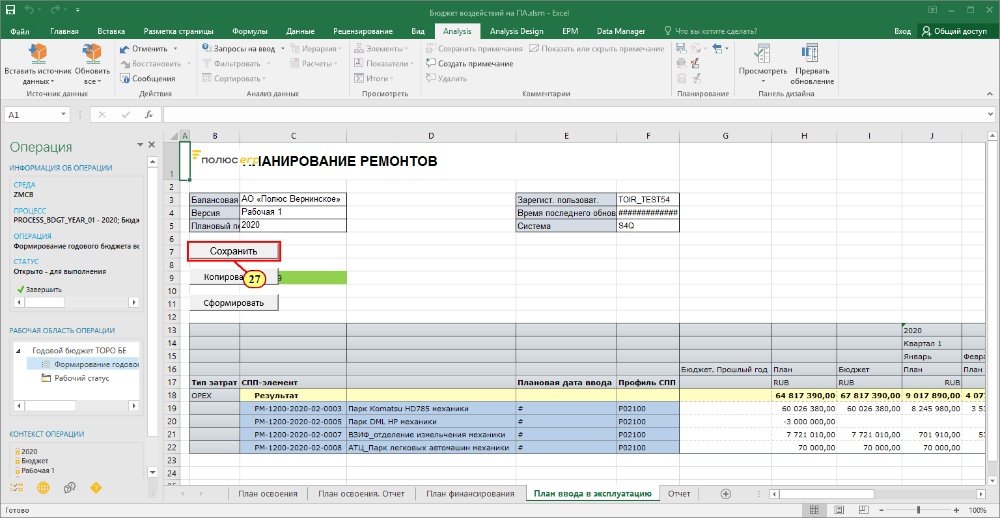 Бюджет воздействий на ПА.xlsm - Excel
Файл Главная Вставка Разметка страницы Формулы Данные Рецензирование Вид Analysis Analysis Design EPM Data Manager Что вы хотите сделать? Вход Общий доступ
Вставить источник данных
Обновить все
Источник данных
Отменить
Восстановить
Сообщения
Действия
Запросы на ввод
Фильтровать
Сортировать
Иерархия
Расчеты
Анализ данных
Элементы
Показатели
Итоги
Просмотреть
Сохранить примечания
Показать или скрыть примечание
Создать примечание
Удалить
Комментарии
Планирование
Просмотреть
Прервать обновление
Панель дизайна
A1
fx
Операция
ИНФОРМАЦИЯ ОБ ОПЕРАЦИИ
СРЕДА
ZMCB
ПРОЦЕСС
PROCESS_BDGT_YEAR_01 - 2020; Бюдж
ОПЕРАЦИЯ
Формирование годового бюджета вс
СТАТУС
Открыто - для выполнения
Завершить
РАБОЧАЯ ОБЛАСТЬ ОПЕРАЦИИ
Годовой бюджет ТОРО БЕ
Формирование годово
Рабочий статус
КОНТЕКСТ ОПЕРАЦИИ
2020
Бюджет
Рабочая 1
A B C D E F G H I J
1 ПОЛЮС erp ПЛАНИРОВАНИЕ РЕМОНТОВ
2
3 Балансовая АО «Полюс Вернинское» Зарегист. пользоват. TOIR_TEST54
4 Версия Рабочая 1 Время последнего обнов. #############
5 Плановый пе 2020 Система S4Q
6
7 Сохранить
8
9 Копирова 27 9
10
11 Сформировать
12
13 2020
14 Квартал 1
15 Январь Февра
16 Бюджет. Прошлый год План Бюджет План План
17 Тип затрат СПП-элемент Плановая дата ввода Профиль СПП RUB RUB RUB
18 OPEX Результат 64 817 390,00 67 817 390,00 9 017 890,00 4 07
19 PM-1200-2020-02-0003 Парк Komatsu HD785 механики # P02100 60 026 380,00 60 026 380,00 8 245 980,00 3 53
20 PM-1200-2020-02-0005 Парк DML HP механики # P02100 -3 000 000,00
21 PM-1200-2020-02-0007 ВЗИФ_отделение измельчения механики # P02100 7 721 010,00 7 721 010,00 701 910,00 53
22 PM-1200-2020-02-0008 АТЦ_Парк легковых автомашин механики # P02100 70 000,00 70 000,00 70 000,00
23
24
План освоения План освоения. Отчет План финансирования План ввода в эксплуатацию Отчет
Готово 100%